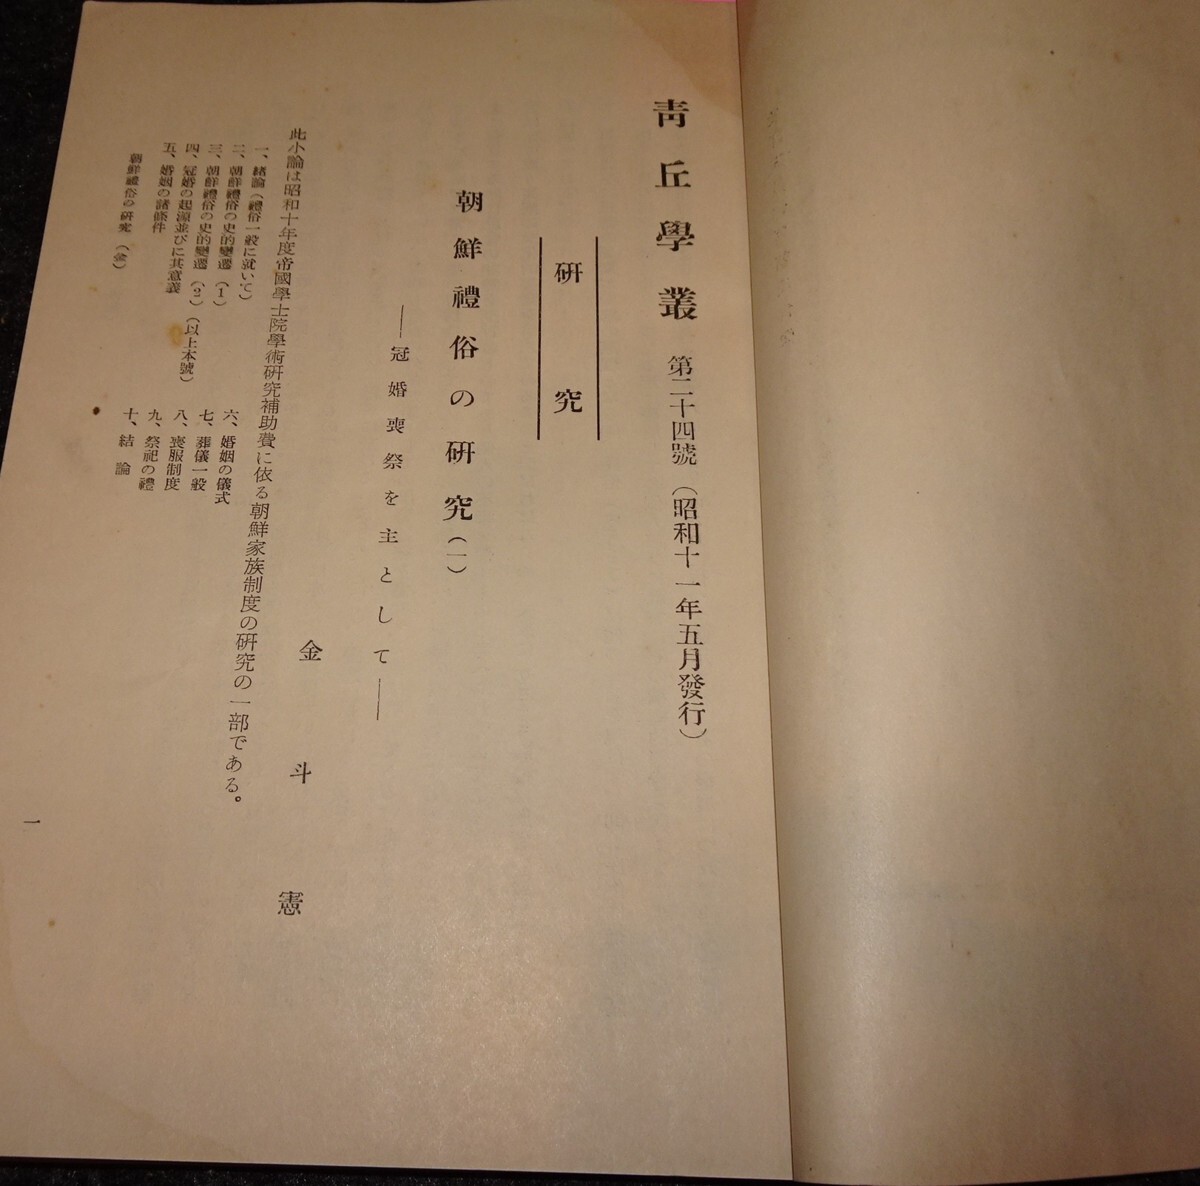 靑丘學叢 第二十四號（昭和十一年五月發行）
硏究
朝鮮禮俗の硏究（一）
――冠婚喪祭を主として――
金斗憲
此小論は昭和十年度帝國學士院學術硏究補助費に依る朝鮮家族制度の硏究の一部である。
一、緖論（禮俗一般に就いて）
二、朝鮮禮俗の史的變遷（1）
三、朝鮮禮俗の史的變遷（2）（以上本號）
四、冠婚の起源並びに其意義
五、婚姻の諸條件
六、婚姻の儀式
七、葬儀一般
八、喪服制度
九、祭祀の禮
十、結論
朝鮮禮俗の硏究（金）
一